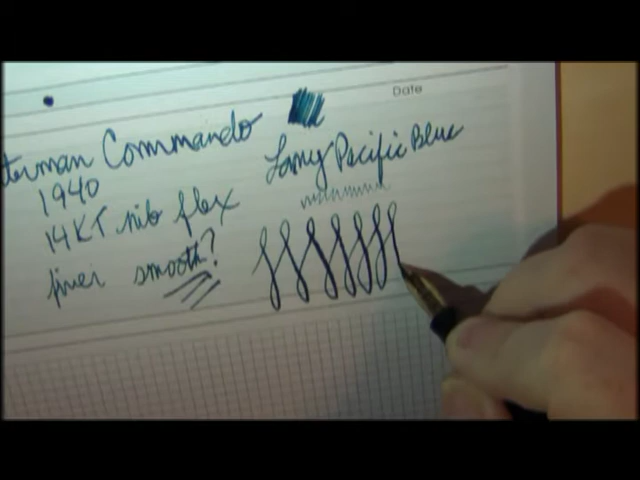 Date
terman Commando
Lamy Pacific Blue
1940
14KT nib flex
finer smooth?